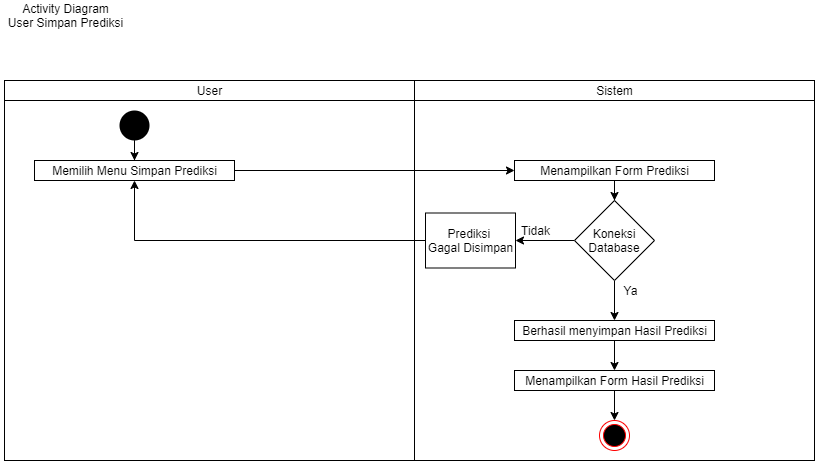 Activity Diagram
User Simpan Prediksi
User
Sistem
Memilih Menu Simpan Prediksi
Menampilkan Form Prediksi
Prediksi
Gagal Disimpan
Tidak
Koneksi
Database
Ya
Berhasil menyimpan Hasil Prediksi
Menampilkan Form Hasil Prediksi